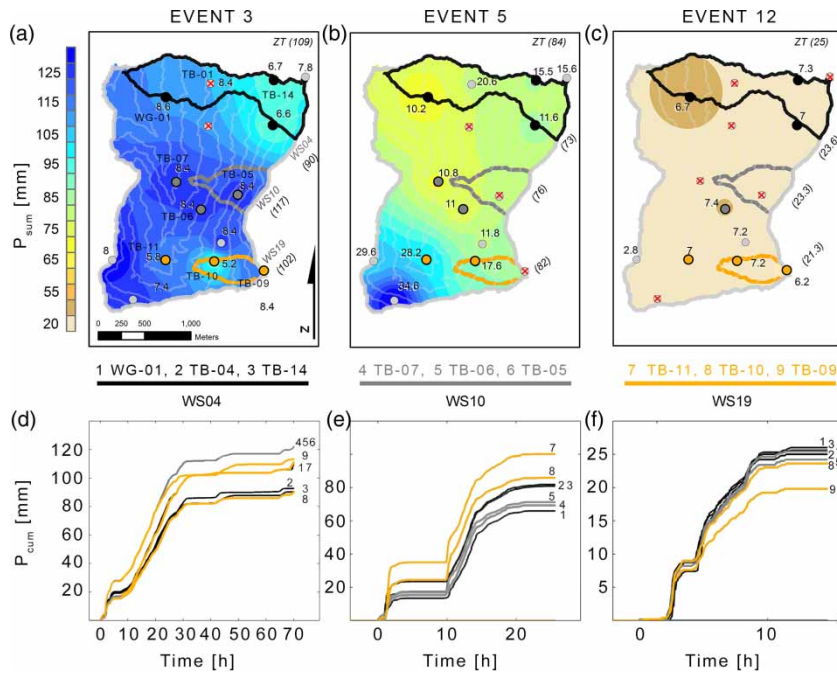 EVENT 3 EVENT 5 EVENT 12
(a) (b) (c)
ZT (109) ZT (84) ZT (25)
125
115
105
95
85
75
65
55
20
P sum [mm]
6.7 7.8
TB-01
8.4
TB-14
8.6
WG-01
6.6
WS04
(90)
TB-07
8.4
TB-05
8.4
WS10
(117)
8.4
TB-06
8.4
TB-11
5.8
8
WS19
(102)
5.2
TB-10
TB-09
7.4
8.4
0 250 500 1,000
Meters
N
20.6
15.5
15.6
10.2
11.6
(73)
10.8
(76)
11
11.8
29.6
28.2
17.6
(82)
34.6
7.3
6.7
7
(23.6)
(23.3)
7.4
7.2
2.8
7
7.2
(21.3)
6.2
1 WG-01, 2 TB-04, 3 TB-14
4 TB-07, 5 TB-06, 6 TB-05
7 TB-11, 8 TB-10, 9 TB-09
(d) WS04 (e) WS10 (f) WS19
P cum [mm]
120
100
80
60
40
20
456
9
17
2
3
8
0 10 20 30 40 50 60 70
Time [h]
100
80
60
40
20
7
8
23
5
4
1
0 10 20
Time [h]
25
20
15
10
5
13
2
8
9
0 10
Time [h]